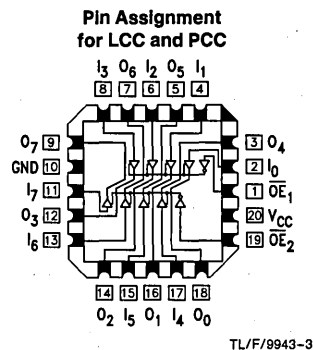 Pin Assignment
for LCC and PCC
I3 O6 I2 O5 I1
8 7 6 5 4
O7 9
GND 10
I7 11
O3 12
I6 13
3 O4
2 I0
1 O̅E̅1
20 VCC
19 O̅E̅2
14 15 16 17 18
O2 I5 O1 I4 O0
TL/F/9943-3